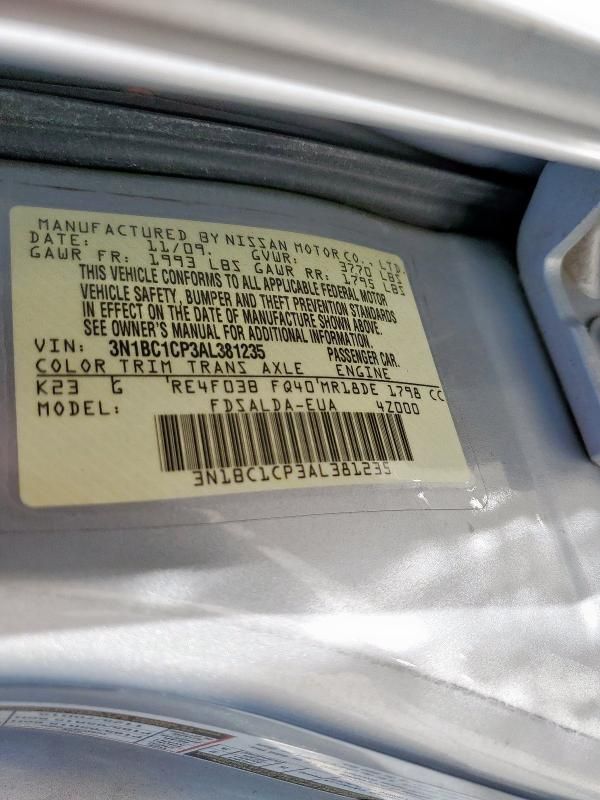 MANUFACTURED BY NISSAN MOTOR CO., LTD.
DATE: 11/09. GVWR: 3770 LBS
GAWR FR: 1993 LBS GAWR RR: 1795 LBS
THIS VEHICLE CONFORMS TO ALL APPLICABLE FEDERAL MOTOR
VEHICLE SAFETY, BUMPER AND THEFT PREVENTION STANDARDS
IN EFFECT ON THE DATE OF MANUFACTURE SHOWN ABOVE.
SEE OWNER'S MANUAL FOR ADDITIONAL INFORMATION.
VIN: 3N1BC1CP3AL381235 PASSENGER CAR.
COLOR TRIM TRANS AXLE ENGINE
K23 G RE4F03B FQ40 MR18DE 1798 CC
MODEL: FDSALDA-EUA 4Z000
3N1BC1CP3AL381235